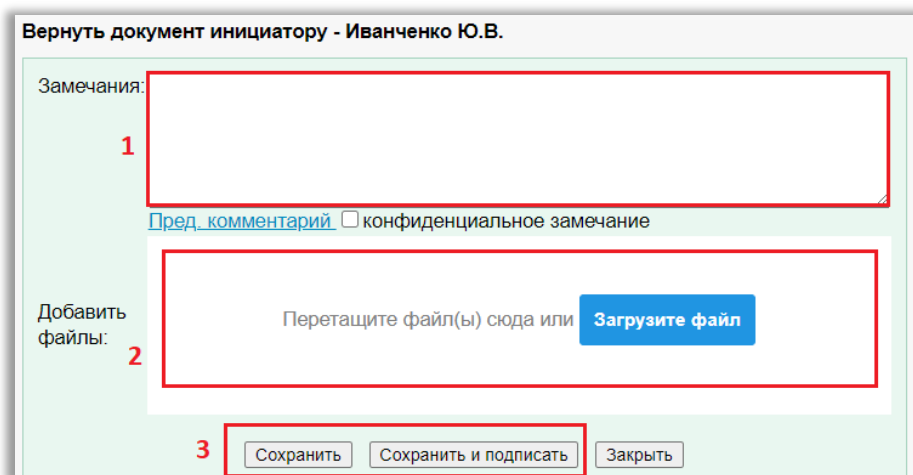 Вернуть документ инициатору - Иванченко Ю.В.
Замечания:
1
Пред. комментарий конфиденциальное замечание
Добавить
файлы:
Перетащите файл(ы) сюда или Загрузите файл
2
3 Сохранить Сохранить и подписать Закрыть